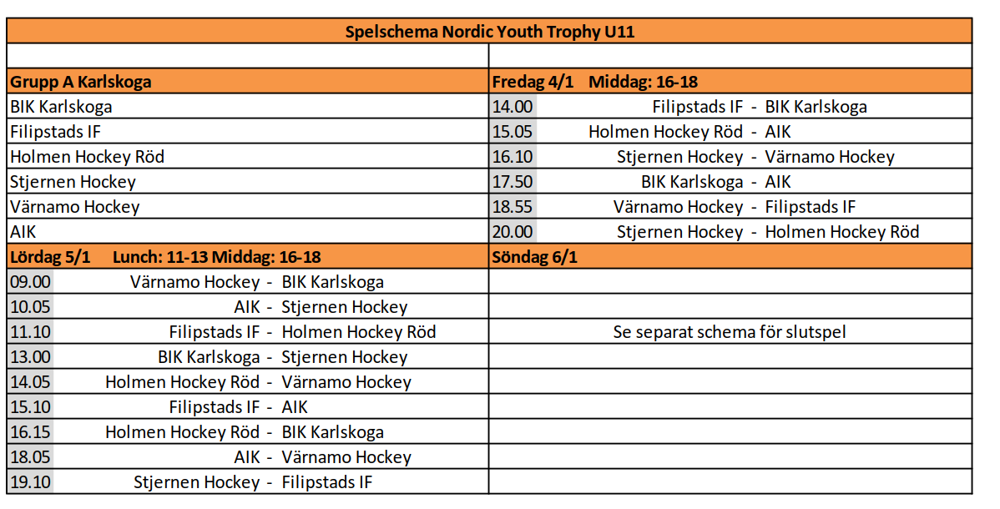 Spelschema Nordic Youth Trophy U11
Grupp A Karlskoga
BIK Karlskoga
Filipstads IF
Holmen Hockey Röd
Stjernen Hockey
Värnamo Hockey
AIK
Fredag 4/1 Middag: 16-18
14.00 Filipstads IF - BIK Karlskoga
15.05 Holmen Hockey Röd - AIK
16.10 Stjernen Hockey - Värnamo Hockey
17.50 BIK Karlskoga - AIK
18.55 Värnamo Hockey - Filipstads IF
20.00 Stjernen Hockey - Holmen Hockey Röd
Lördag 5/1 Lunch: 11-13 Middag: 16-18
09.00 Värnamo Hockey - BIK Karlskoga
10.05 AIK - Stjernen Hockey
11.10 Filipstads IF - Holmen Hockey Röd
13.00 BIK Karlskoga - Stjernen Hockey
14.05 Holmen Hockey Röd - Värnamo Hockey
15.10 Filipstads IF - AIK
16.15 Holmen Hockey Röd - BIK Karlskoga
18.05 AIK - Värnamo Hockey
19.10 Stjernen Hockey - Filipstads IF
Söndag 6/1
Se separat schema för slutspel